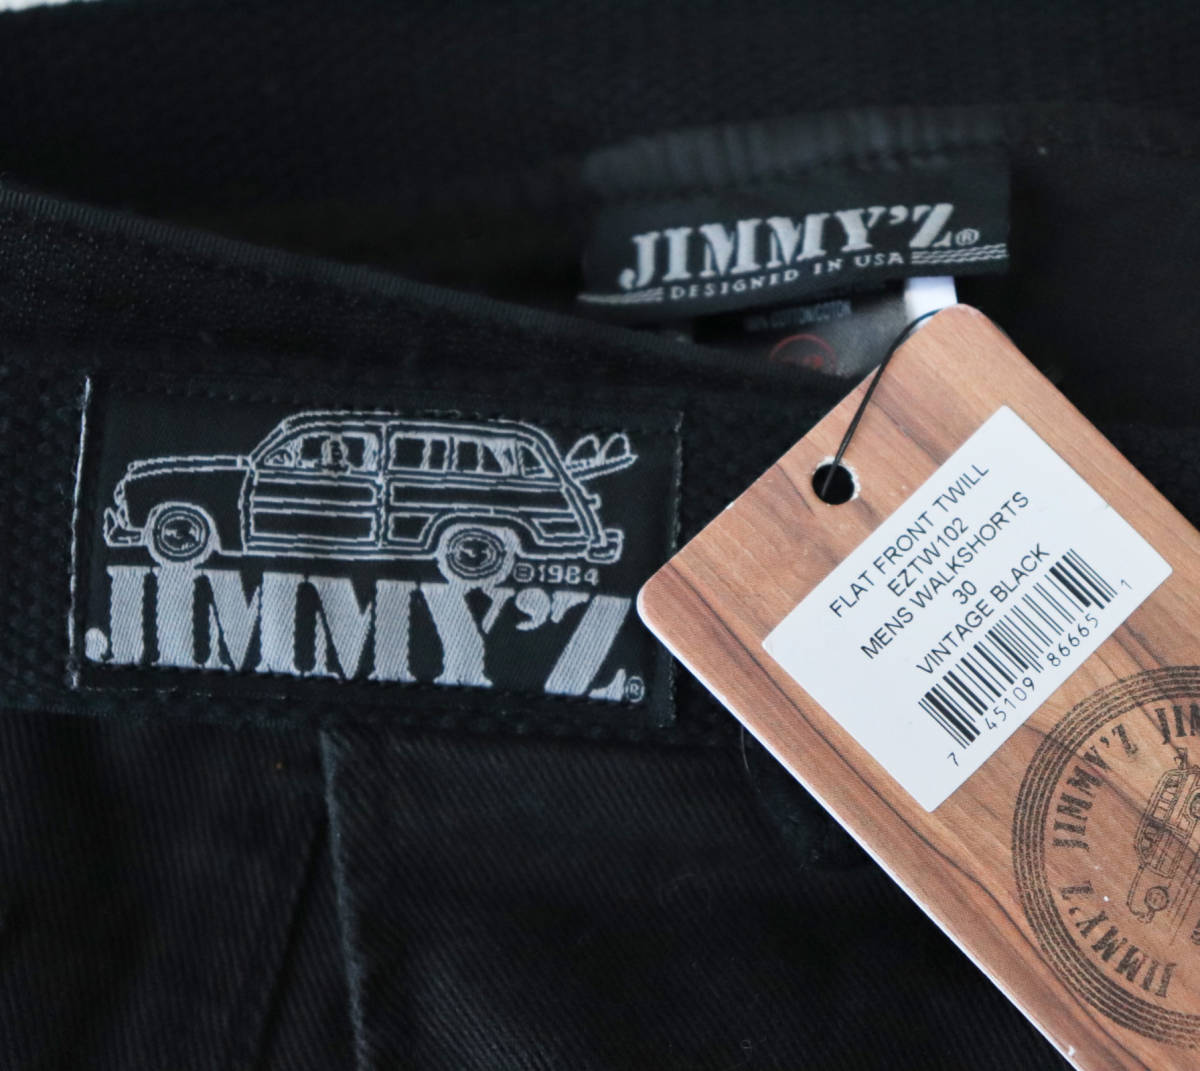 JIMMY'Z®
DESIGNED IN USA
©1984
JIMMY'Z®
FLAT FRONT TWILL
EZTW102
MENS WALKSHORTS
30
VINTAGE BLACK
7 45109 86665 1
JIMMY'Z JIMMY'Z